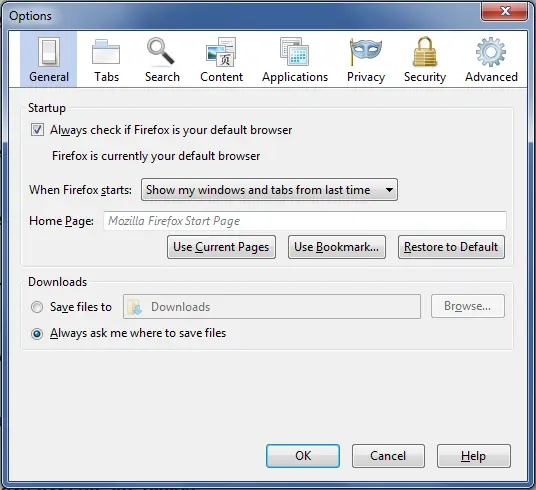 Options
General Tabs Search Content Applications Privacy Security Advanced
Startup
Always check if Firefox is your default browser
Firefox is currently your default browser
When Firefox starts: Show my windows and tabs from last time
Home Page: Mozilla Firefox Start Page
Use Current Pages Use Bookmark... Restore to Default
Downloads
Save files to Downloads Browse...
Always ask me where to save files
OK Cancel Help